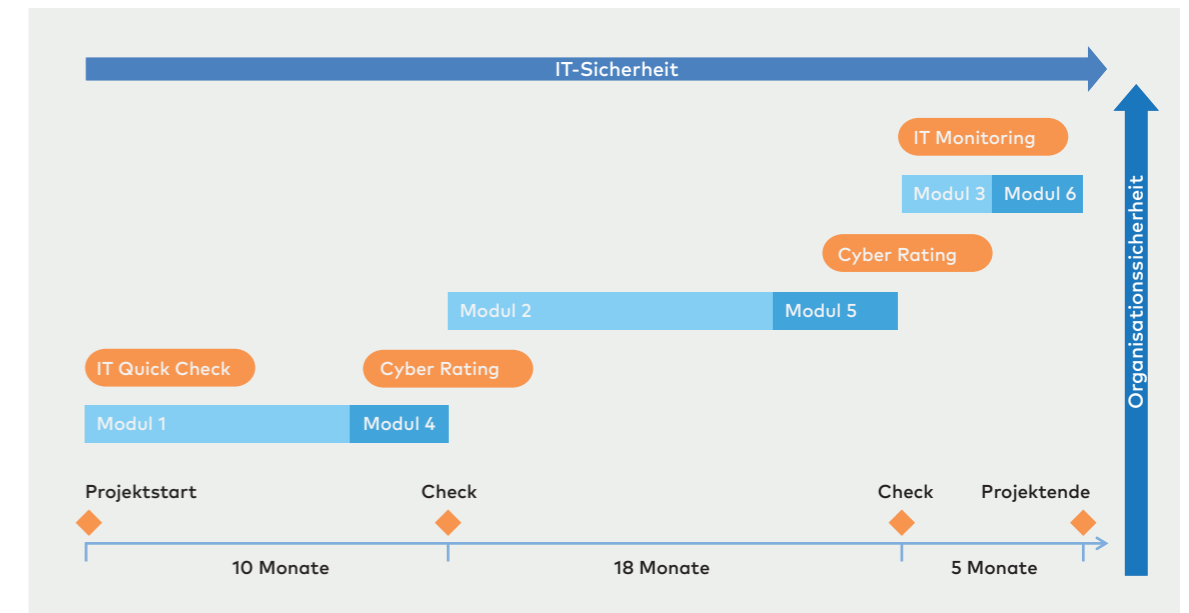 IT-Sicherheit
IT Monitoring
Modul 3 Modul 6
Cyber Rating
Modul 2 Modul 5
IT Quick Check Cyber Rating
Modul 1 Modul 4
Projektstart Check Check Projektende
10 Monate 18 Monate 5 Monate
Organisationssicherheit